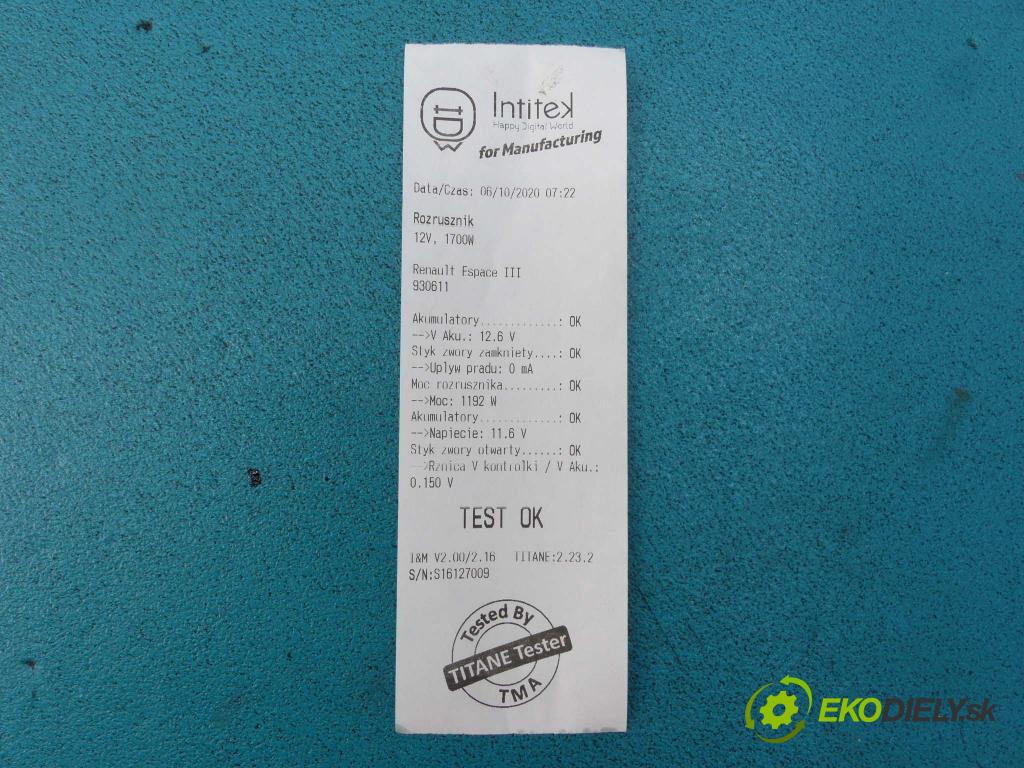 Intitek
Happy Digital World
for Manufacturing
Data/Czas: 06/10/2020 07:22
Rozrusznik
12V, 1700W
Renault Espace III
930611
Akumulatory.............: OK
-->V Aku.: 12.6 V
Styk zwory zamkniety....: OK
-->Uplyw pradu: 0 mA
Moc rozrusznika.........: OK
-->Moc: 1192 W
Akumulatory.............: OK
-->Napiecie: 11.6 V
Styk zwory otwarty......: OK
-->Rznica V kontrolki / V Aku.:
0.150 V
TEST OK
I&M V2.00/2.16 TITANE:2.23.2
S/N:S16127009
Tested By
TITANE Tester
TMA
EKODIELY.sk